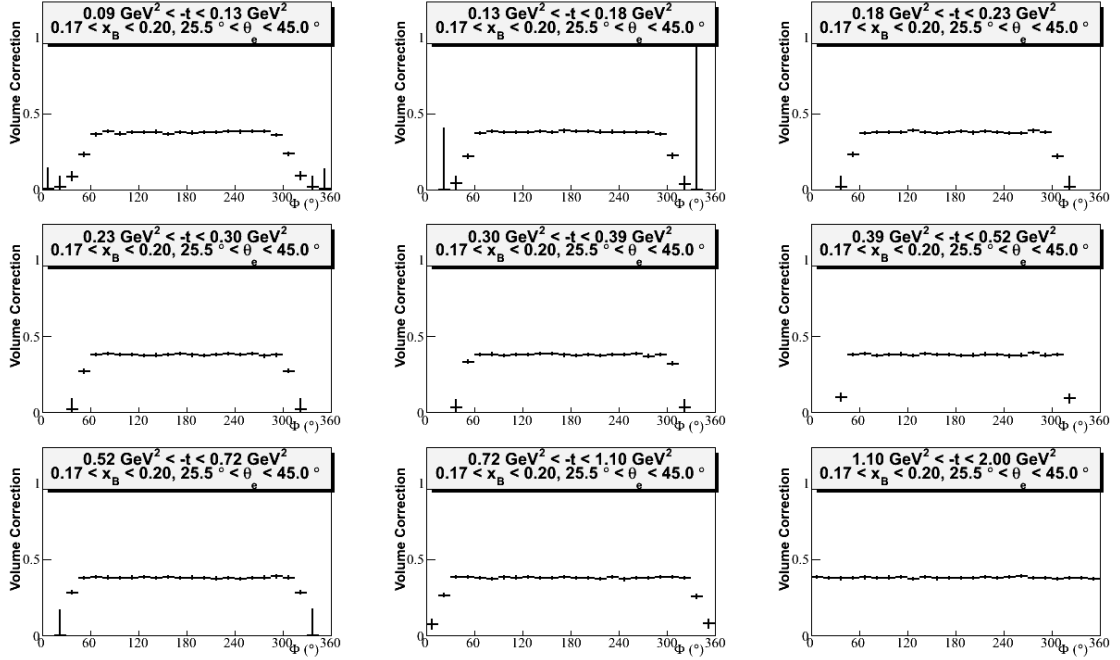 0.09 GeV² < -t < 0.13 GeV²
0.17 < x_B < 0.20, 25.5 ° < θ_e < 45.0 °
Volume Correction
1
0.5
0
0 60 120 180 240 300 360
Φ (°)
0.13 GeV² < -t < 0.18 GeV²
0.17 < x_B < 0.20, 25.5 ° < θ_e < 45.0 °
Volume Correction
1
0.5
0
0 60 120 180 240 300 360
Φ (°)
0.18 GeV² < -t < 0.23 GeV²
0.17 < x_B < 0.20, 25.5 ° < θ_e < 45.0 °
Volume Correction
1
0.5
0
0 60 120 180 240 300 360
Φ (°)
0.23 GeV² < -t < 0.30 GeV²
0.17 < x_B < 0.20, 25.5 ° < θ_e < 45.0 °
Volume Correction
1
0.5
0
0 60 120 180 240 300 360
Φ (°)
0.30 GeV² < -t < 0.39 GeV²
0.17 < x_B < 0.20, 25.5 ° < θ_e < 45.0 °
Volume Correction
1
0.5
0
0 60 120 180 240 300 360
Φ (°)
0.39 GeV² < -t < 0.52 GeV²
0.17 < x_B < 0.20, 25.5 ° < θ_e < 45.0 °
Volume Correction
1
0.5
0
0 60 120 180 240 300 360
Φ (°)
0.52 GeV² < -t < 0.72 GeV²
0.17 < x_B < 0.20, 25.5 ° < θ_e < 45.0 °
Volume Correction
1
0.5
0
0 60 120 180 240 300 360
Φ (°)
0.72 GeV² < -t < 1.10 GeV²
0.17 < x_B < 0.20, 25.5 ° < θ_e < 45.0 °
Volume Correction
1
0.5
0
0 60 120 180 240 300 360
Φ (°)
1.10 GeV² < -t < 2.00 GeV²
0.17 < x_B < 0.20, 25.5 ° < θ_e < 45.0 °
Volume Correction
1
0.5
0
0 60 120 180 240 300 360
Φ (°)